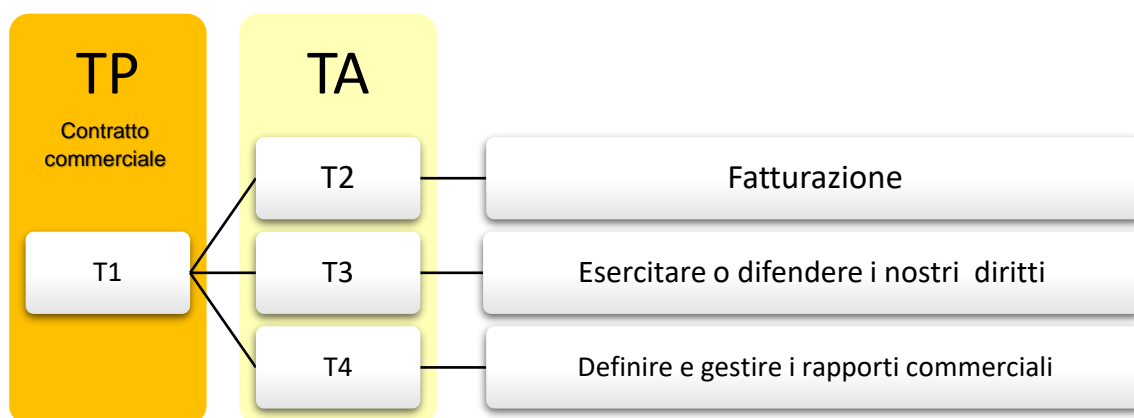 TP
Contratto
commerciale
T1
TA
T2
Fatturazione
T3
Esercitare o difendere i nostri diritti
T4
Definire e gestire i rapporti commerciali